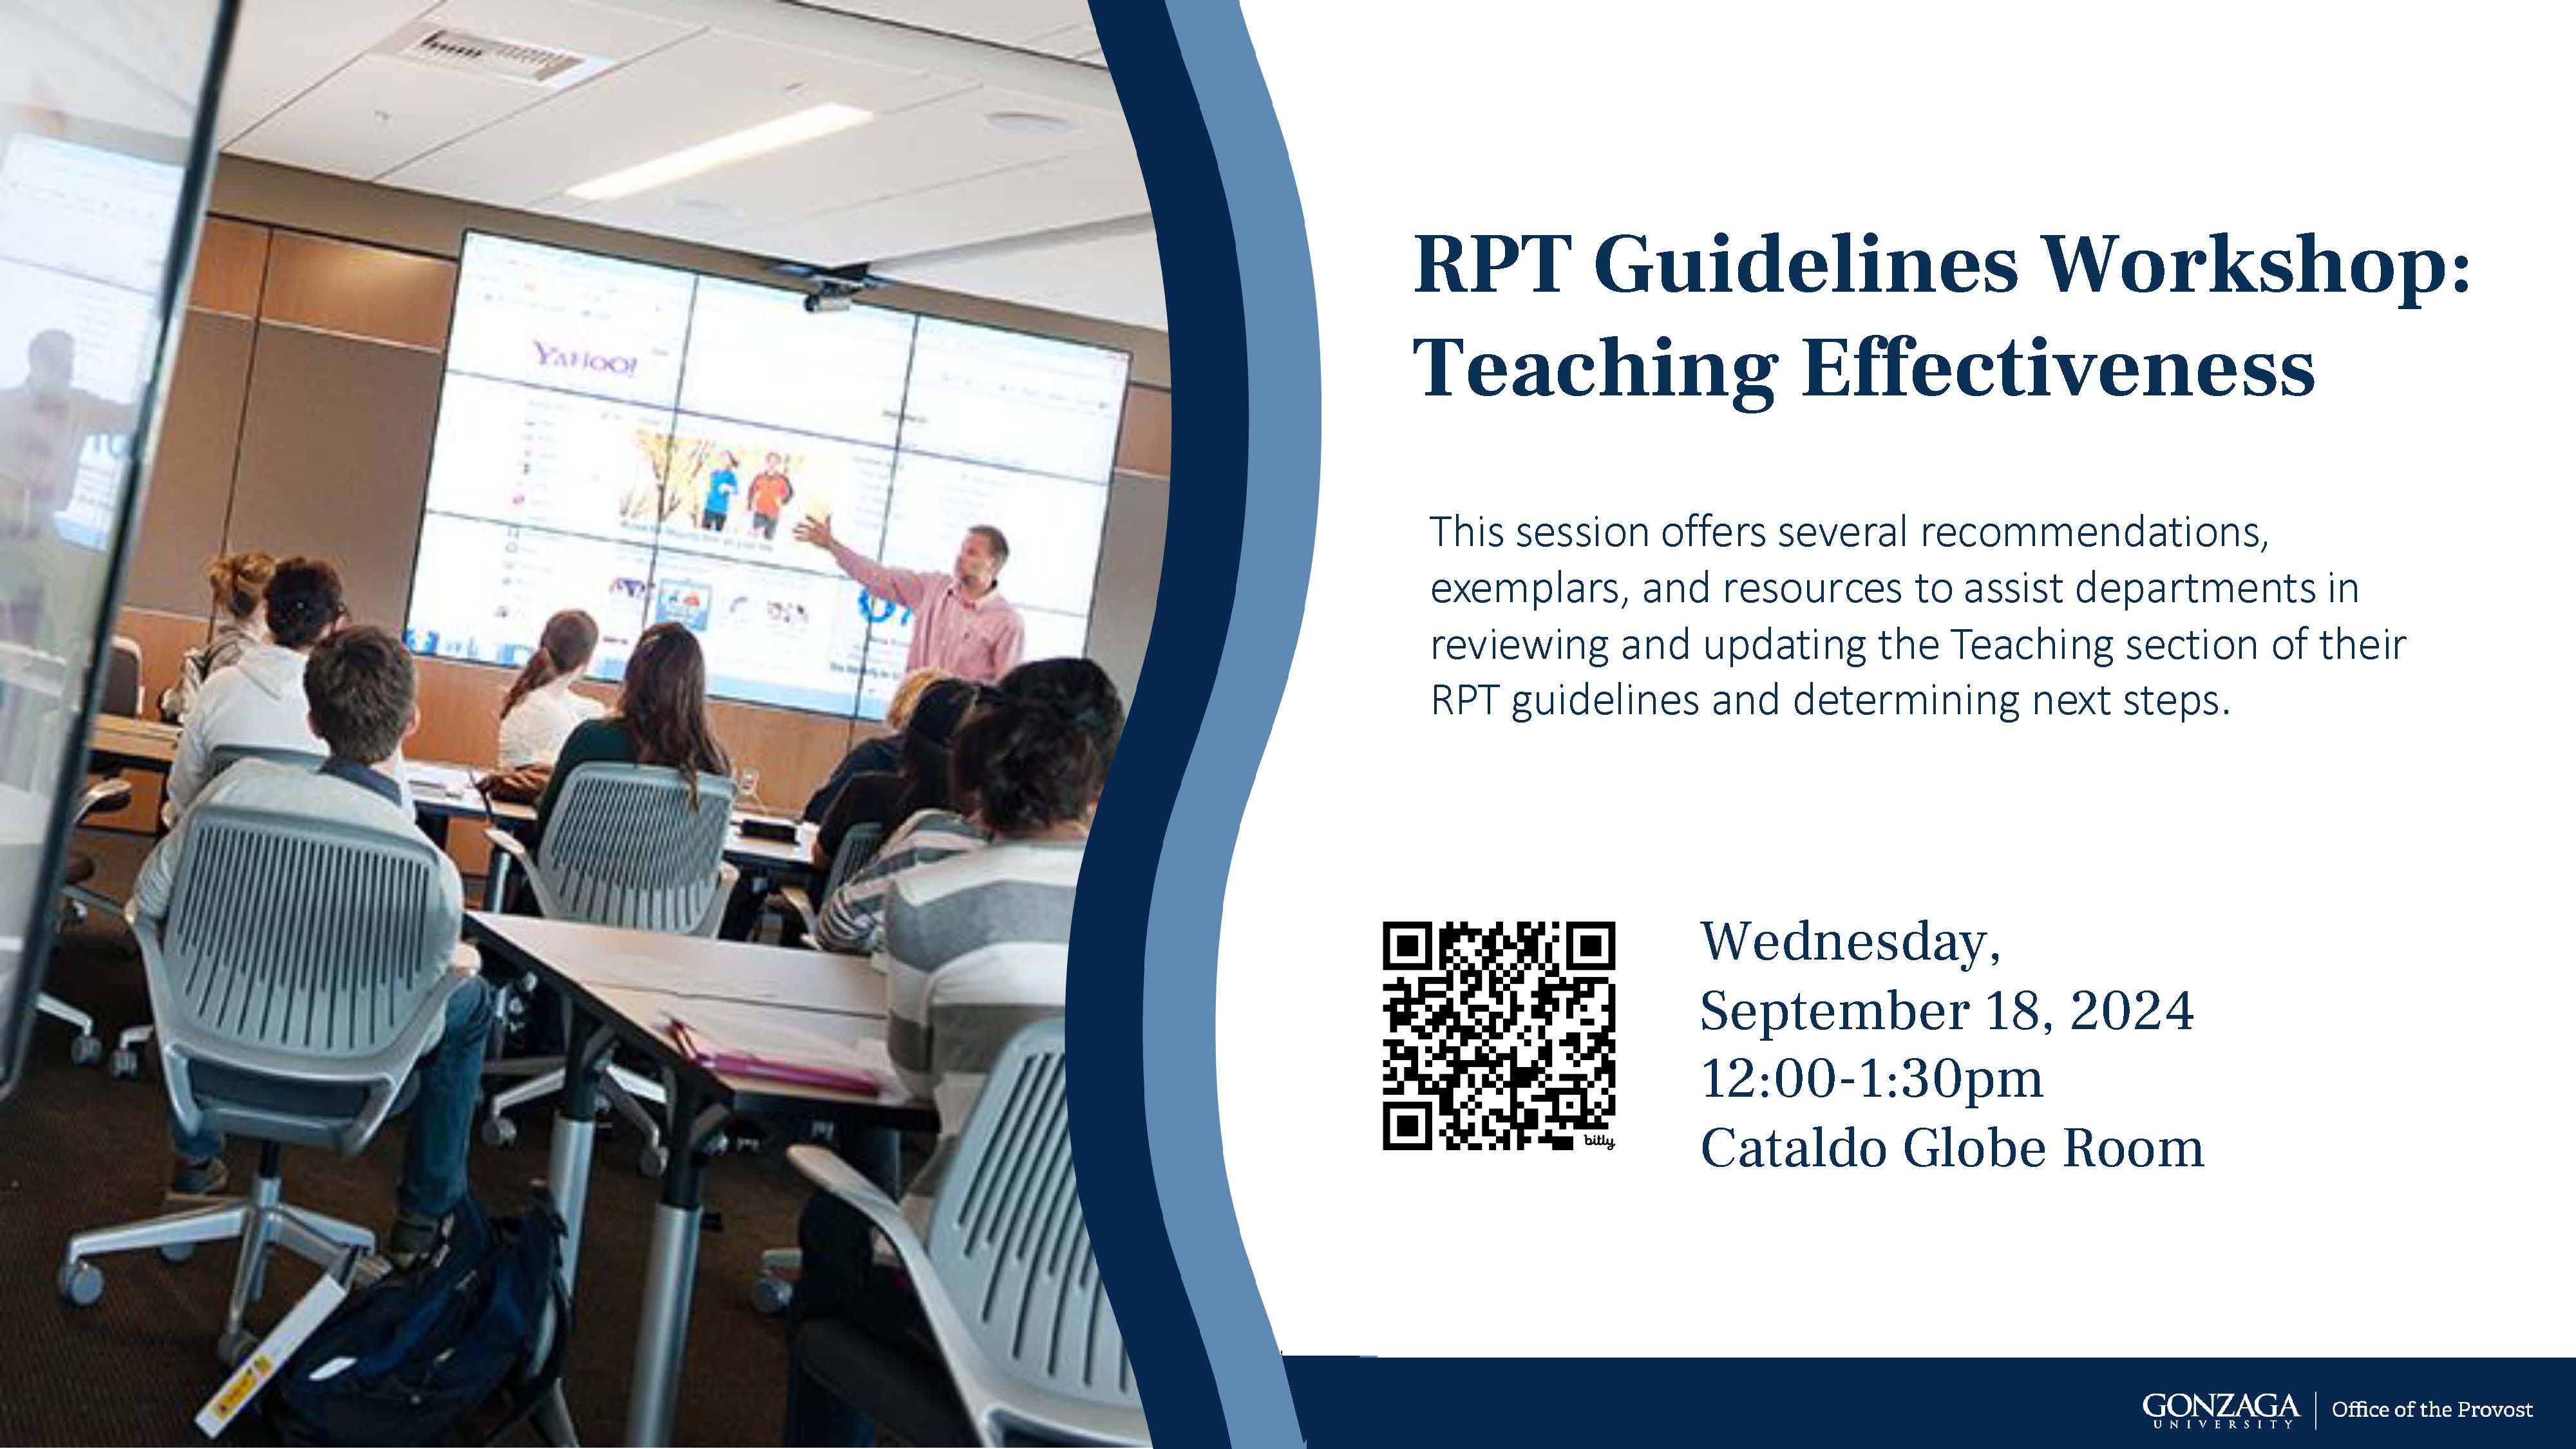 YAHOO!
RPT Guidelines Workshop:
Teaching Effectiveness
This session offers several recommendations,
exemplars, and resources to assist departments in
reviewing and updating the Teaching section of their
RPT guidelines and determining next steps.
Wednesday,
September 18, 2024
12:00-1:30pm
Cataldo Globe Room
bitly
GONZAGA
UNIVERSITY
Office of the Provost